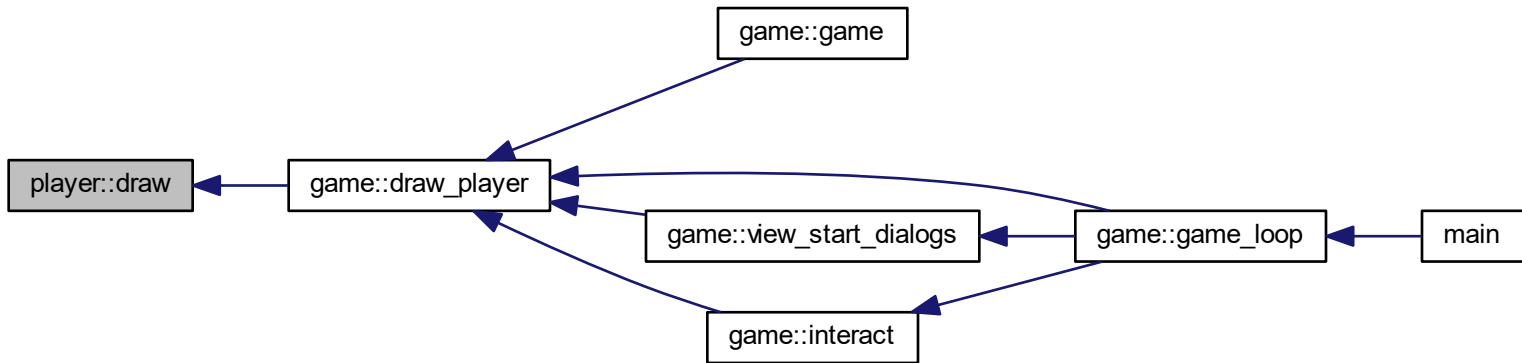 game::game
player::draw
game::draw_player
game::view_start_dialogs
game::game_loop
main
game::interact